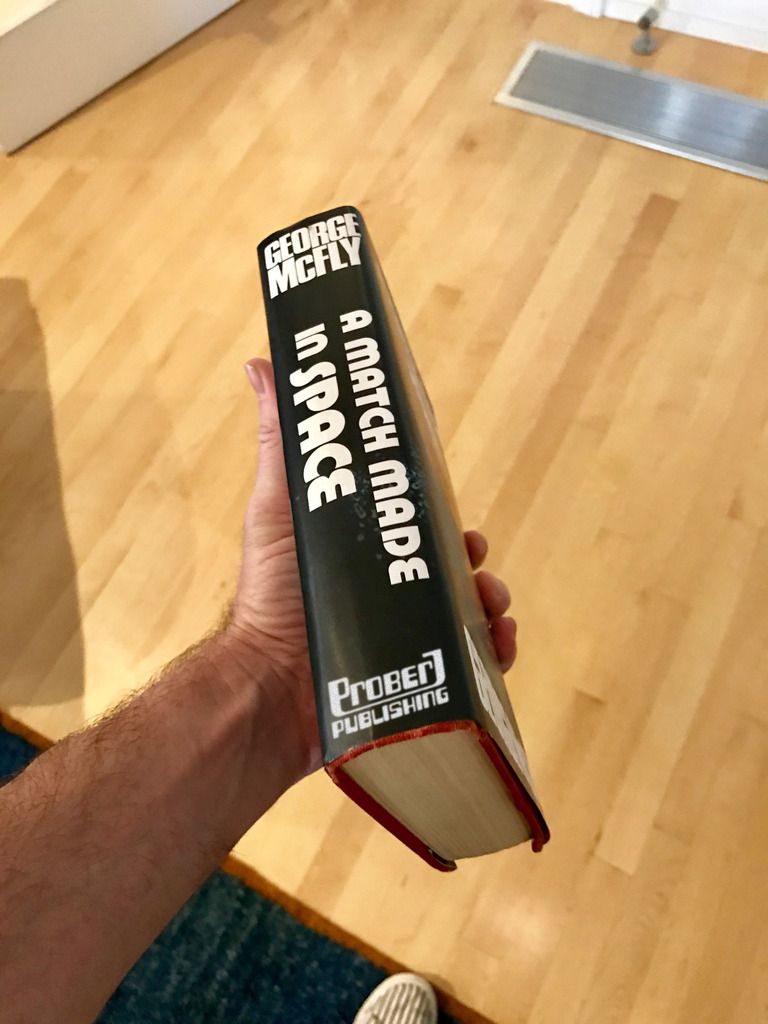 GEORGE
McFLY
A MATCH MADE
in SPACE
PROBERT
PUBLISHING